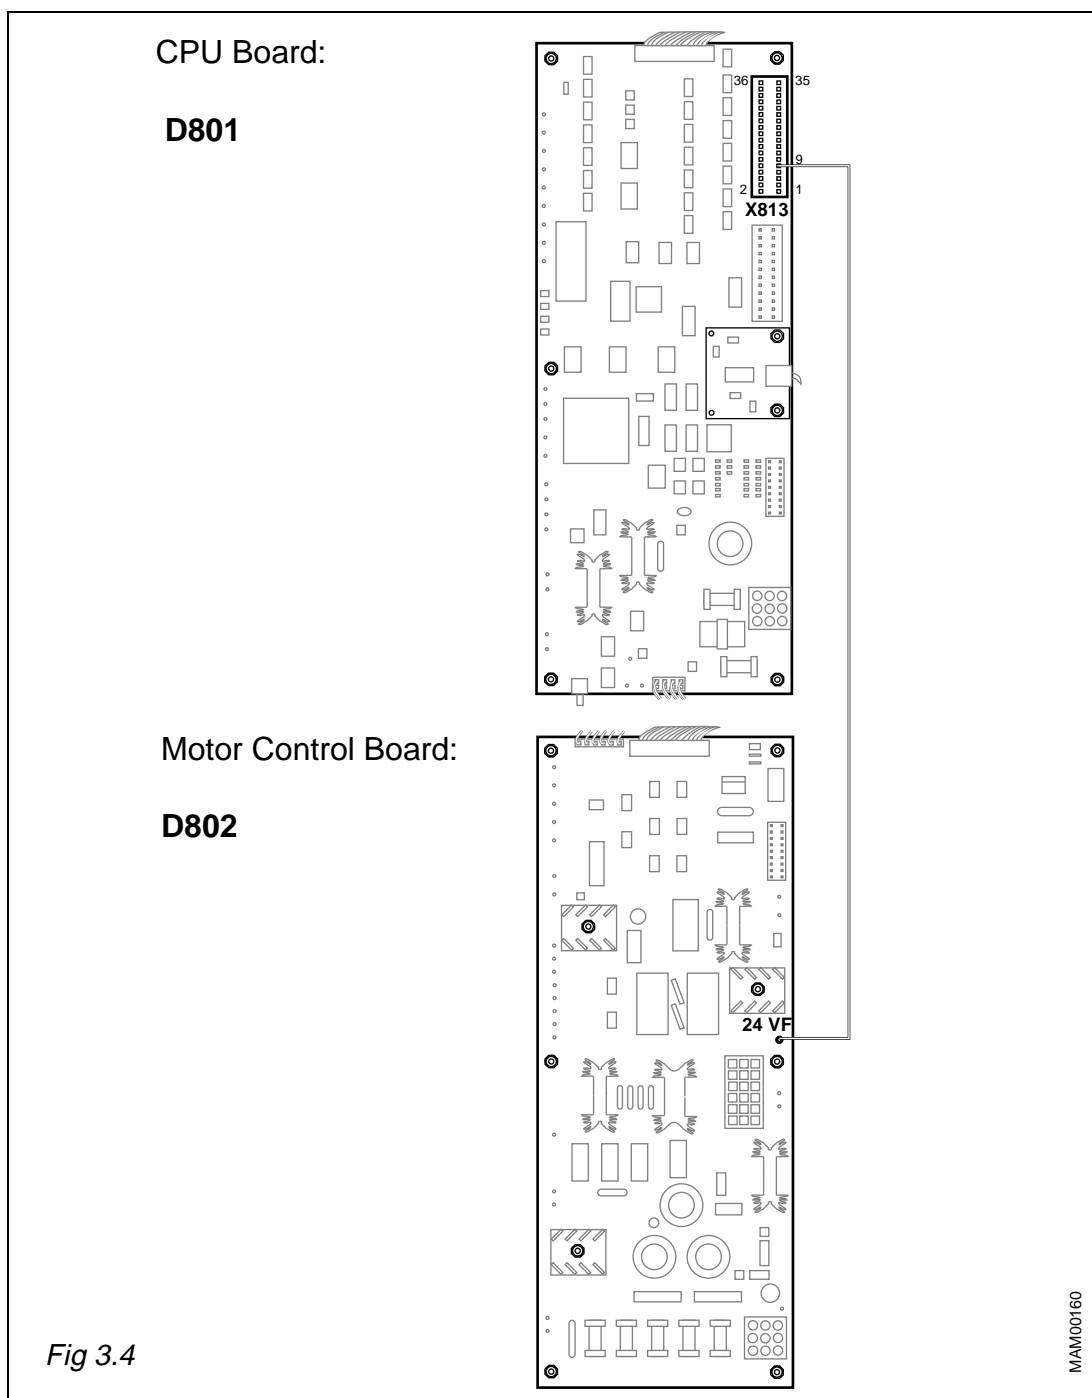 CPU Board:
D801
36 35
9
2 1
X813
Motor Control Board:
D802
24 VF
Fig 3.4
MAM00160